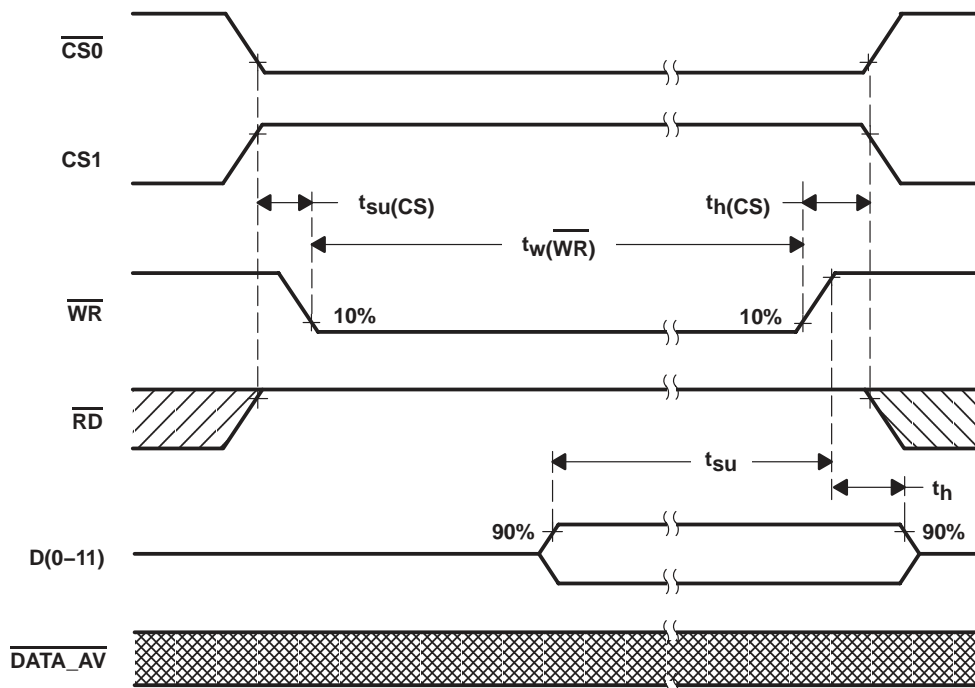 CS0
CS1
tsu(CS)
th(CS)
tw(WR)
WR
10%
10%
RD
tsu
th
90%
90%
D(0–11)
DATA_AV